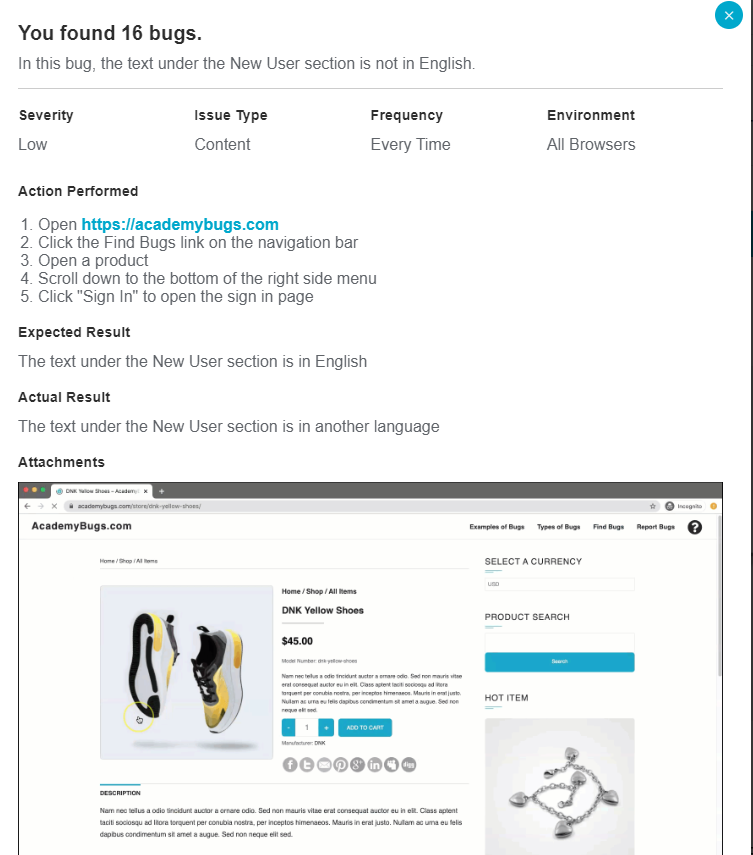 You found 16 bugs.
In this bug, the text under the New User section is not in English.
Severity
Issue Type
Frequency
Environment
Low
Content
Every Time
All Browsers
Action Performed
1. Open https://academybugs.com
2. Click the Find Bugs link on the navigation bar
3. Open a product
4. Scroll down to the bottom of the right side menu
5. Click "Sign In" to open the sign in page
Expected Result
The text under the New User section is in English
Actual Result
The text under the New User section is in another language
Attachments
DNK Yellow Shoes – Academy
academybugs.com/store/dnk-yellow-shoes/
Incognito
AcademyBugs.com
Examples of Bugs
Types of Bugs
Find Bugs
Report Bugs
Home / Shop / All Items
Home / Shop / All Items
DNK Yellow Shoes
$45.00
Model Number: dnk-yellow-shoes
Nam nec tellus a odio tincidunt auctor a ornare odio. Sed non mauris vitae
erat consequat auctor eu in elit. Class aptent taciti sociosqu ad litora
torquent per conubia nostra, per inceptos himenaeos. Mauris in erat justo.
Nullam ac urna eu felis dapibus condimentum sit amet a augue. Sed non
neque elit sed.
- 1 +
ADD TO CART
Manufacturer: DNK
digg
SELECT A CURRENCY
USD
PRODUCT SEARCH
Search
HOT ITEM
DESCRIPTION
Nam nec tellus a odio tincidunt auctor a ornare odio. Sed non mauris vitae erat consequat auctor eu in elit. Class aptent
taciti sociosqu ad litora torquent per conubia nostra, per inceptos himenaeos. Mauris in erat justo. Nullam ac urna eu felis
dapibus condimentum sit amet a augue. Sed non neque elit sed.